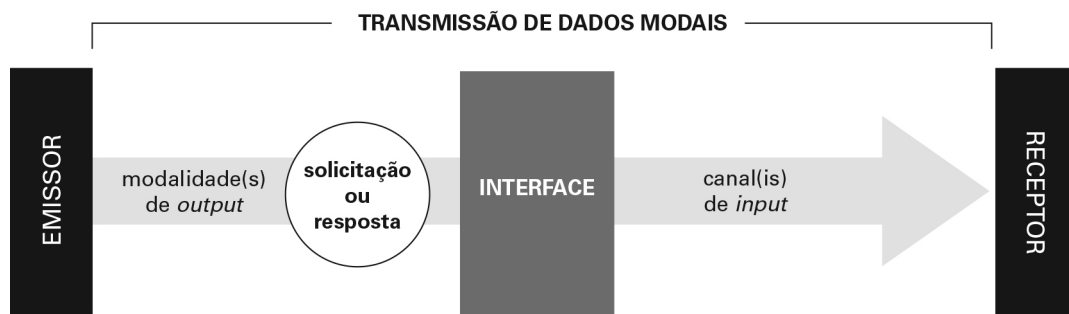 TRANSMISSÃO DE DADOS MODAIS
EMISSOR
modalidade(s)
de output
solicitação
ou
resposta
INTERFACE
canal(is)
de input
RECEPTOR